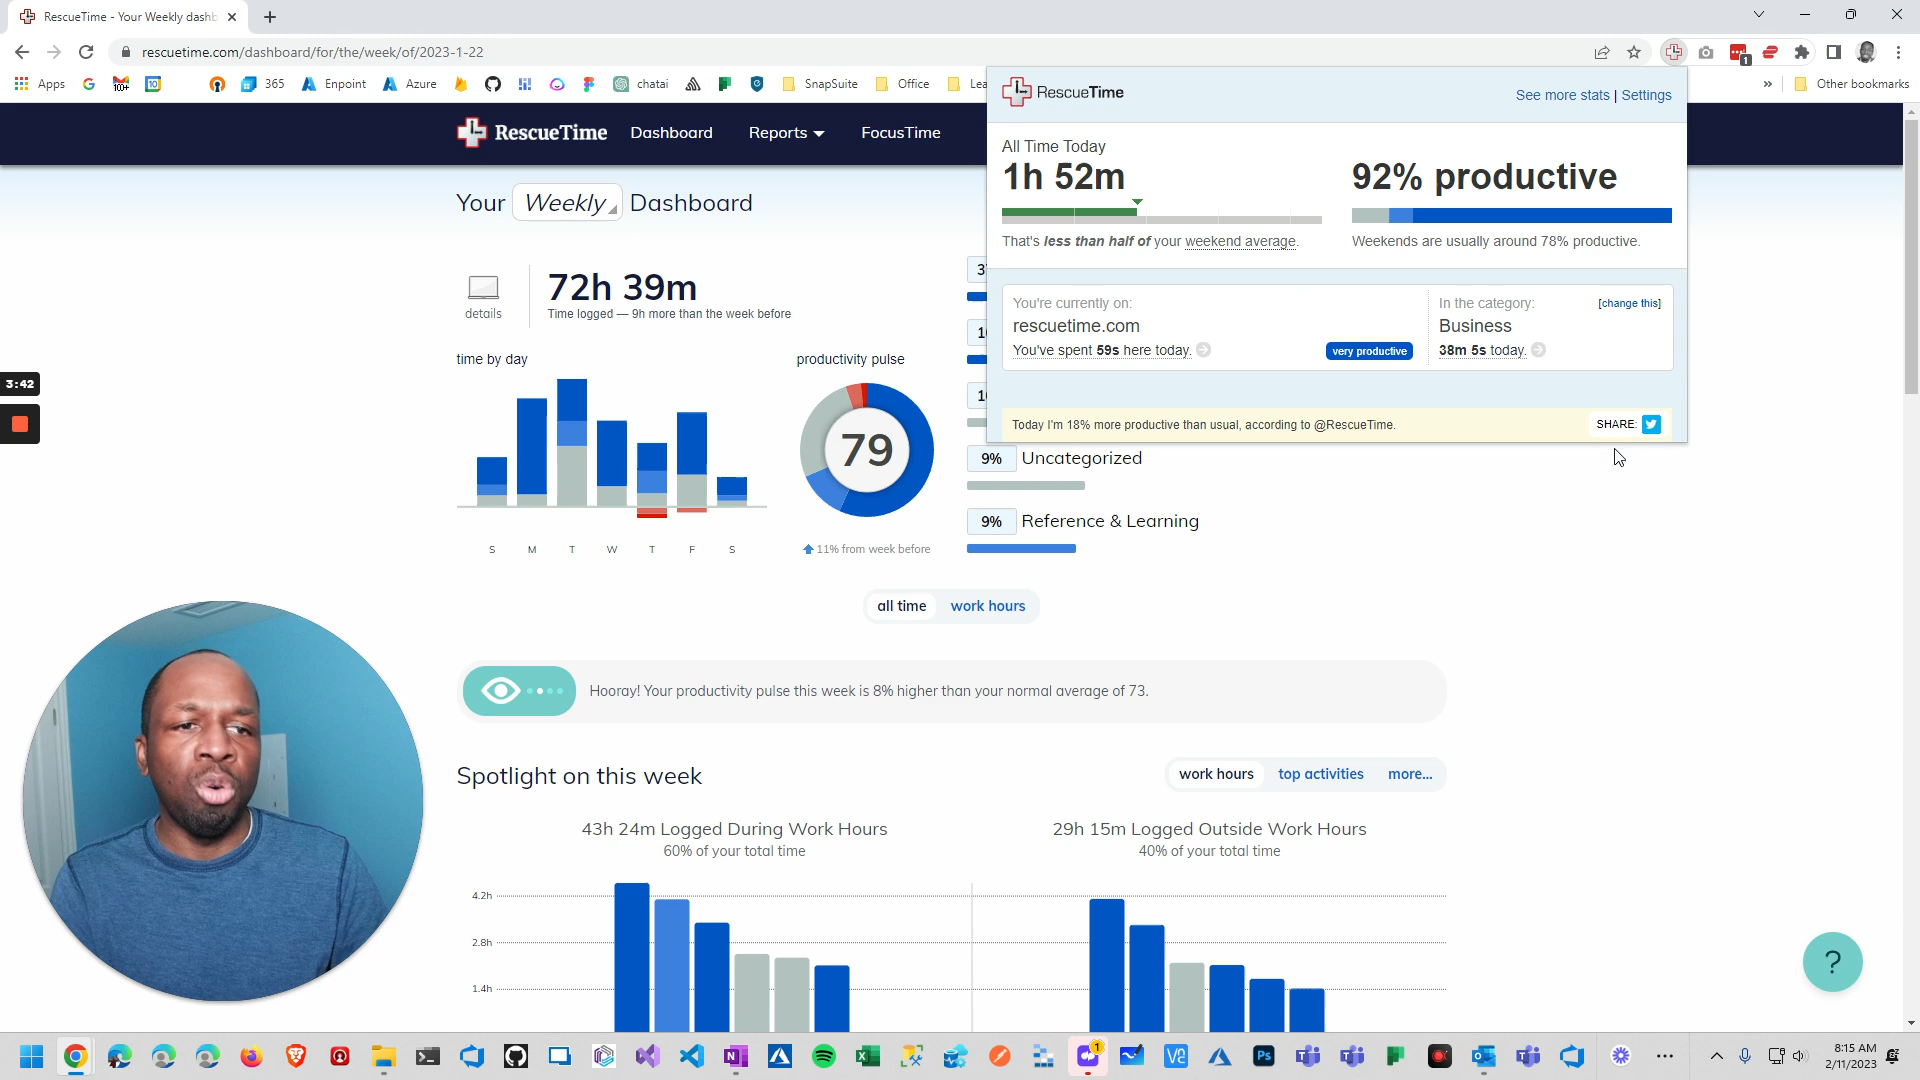 RescueTime - Your Weekly dashb
rescuetime.com/dashboard/for/the/week/of/2023-1-22
1
Apps
100+
365
Enpoint
Azure
chatai
SnapSuite
Office
Lea
»
Other bookmarks
RescueTime
Dashboard
Reports
FocusTime
RescueTime
See more stats | Settings
All Time Today
1h 52m
That's less than half of your weekend average.
92% productive
Weekends are usually around 78% productive.
You're currently on:
rescuetime.com
You've spent 59s here today.
very productive
In the category:
[change this]
Business
38m 5s today.
Today I'm 18% more productive than usual, according to @RescueTime.
SHARE:
Your Weekly Dashboard
details
72h 39m
Time logged — 9h more than the week before
time by day
S M T W T F S
productivity pulse
79
11% from week before
9% Uncategorized
9% Reference & Learning
3:42
all time
work hours
Hooray! Your productivity pulse this week is 8% higher than your normal average of 73.
Spotlight on this week
work hours
top activities
more...
43h 24m Logged During Work Hours
60% of your total time
29h 15m Logged Outside Work Hours
40% of your total time
4.2h
2.8h
1.4h
?
1
Ps
8:15 AM
2/11/2023